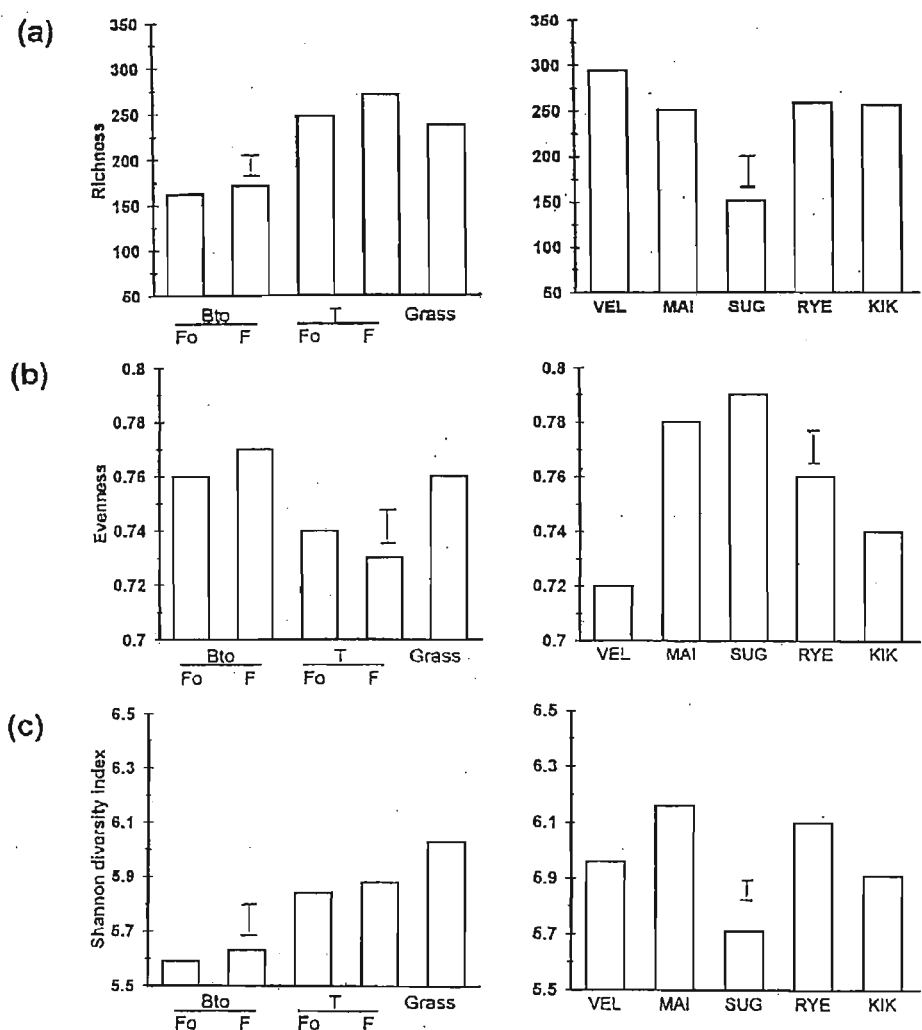 (a)
Richness
350
300
250
200
150
100
50
Bto T Grass
Fo F Fo F
350
300
250
200
150
100
50
VEL MAI SUG RYE KIK
(b)
Evenness
0.8
0.78
0.76
0.74
0.72
0.7
Bto T Grass
Fo F Fo F
0.8
0.78
0.76
0.74
0.72
0.7
VEL MAI SUG RYE KIK
(c)
Shannon diversity index
6.5
6.3
6.1
5.9
5.7
5.5
Bto T Grass
Fo F Fo F
6.5
6.3
6.1
5.9
5.7
5.5
VEL MAI SUG RYE KIK